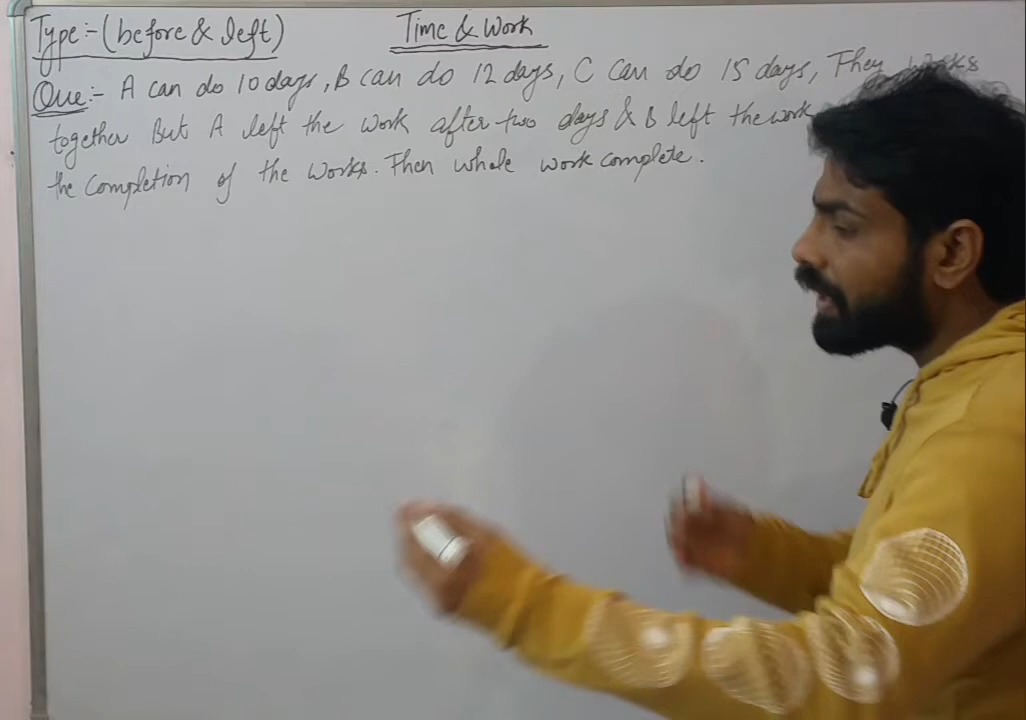 Type:-(before & left)
Time & Work
Que:- A can do 10 days, B can do 12 days, C can do 15 days, They works
together But A left the work after two days & B left the work
the completion of the works. Then whole work complete.